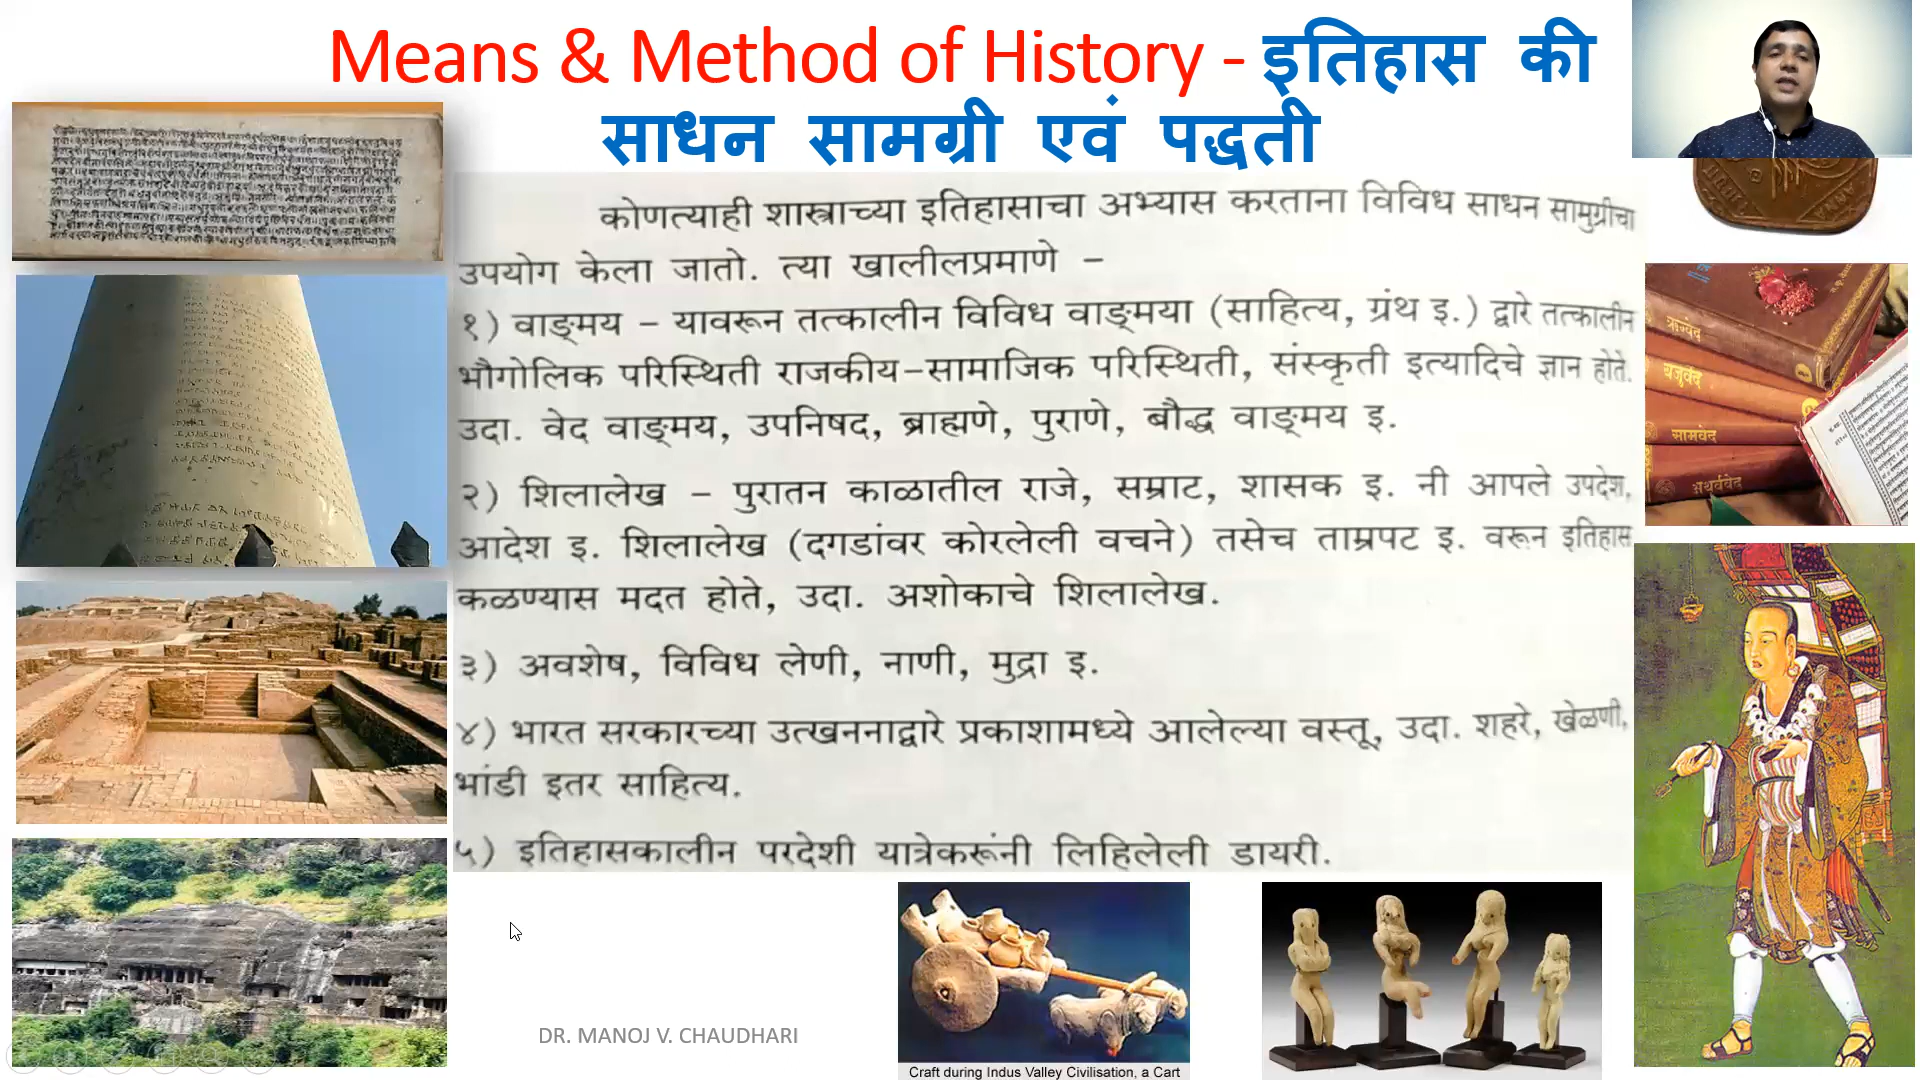 Means & Method of History - इतिहास की
साधन सामग्री एवं पद्धती
कोणत्याही शास्त्राच्या इतिहासाचा अभ्यास करताना विविध साधन सामुग्रीचा
उपयोग केला जातो. त्या खालीलप्रमाणे –
१) वाङ्मय – यावरून तत्कालीन विविध वाङ्मया (साहित्य, ग्रंथ इ.) द्वारे तत्कालीन
भौगोलिक परिस्थिती राजकीय–सामाजिक परिस्थिती, संस्कृती इत्यादिचे ज्ञान होते.
उदा. वेद वाङ्मय, उपनिषद, ब्राह्मणे, पुराणे, बौद्ध वाङ्मय इ.
२) शिलालेख – पुरातन काळातील राजे, सम्राट, शासक इ. नी आपले उपदेश,
आदेश इ. शिलालेख (दगडांवर कोरलेली वचने) तसेच ताम्रपट इ. वरून इतिहास
कळण्यास मदत होते, उदा. अशोकाचे शिलालेख.
३) अवशेष, विविध लेणी, नाणी, मुद्रा इ.
४) भारत सरकारच्या उत्खननाद्वारे प्रकाशामध्ये आलेल्या वस्तू, उदा. शहरे, खेळणी,
भांडी इतर साहित्य.
५) इतिहासकालीन परदेशी यात्रेकरूंनी लिहिलेली डायरी.
ऋग्वेद
यजुर्वेद
सामवेद
अथर्ववेद
DR. MANOJ V. CHAUDHARI
Craft during Indus Valley Civilisation, a Cart